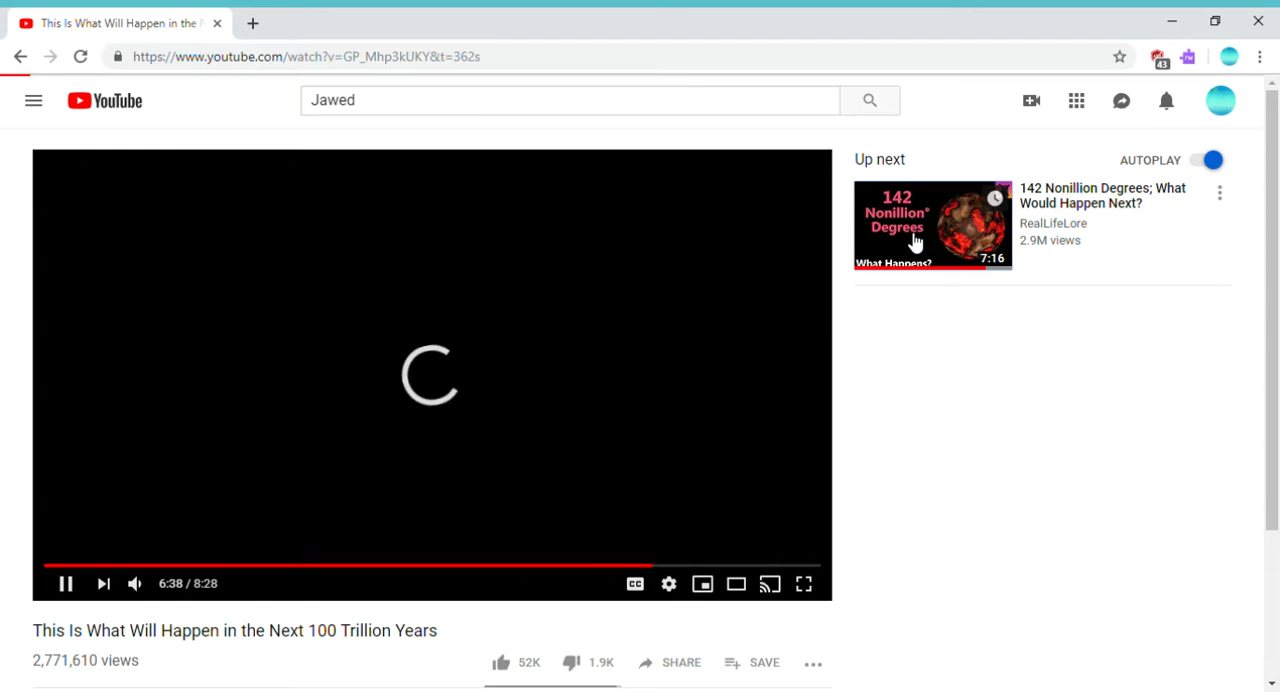 This Is What Will Happen in the N
https://www.youtube.com/watch?v=GP_Mhp3kUKY&t=362s
43
YouTube
Jawed
Up next
AUTOPLAY
142
Nonillion°
Degrees
What Happens?
7:16
142 Nonillion Degrees; What
Would Happen Next?
RealLifeLore
2.9M views
6:38 / 8:28
CC
This Is What Will Happen in the Next 100 Trillion Years
2,771,610 views
52K
1.9K
SHARE
SAVE